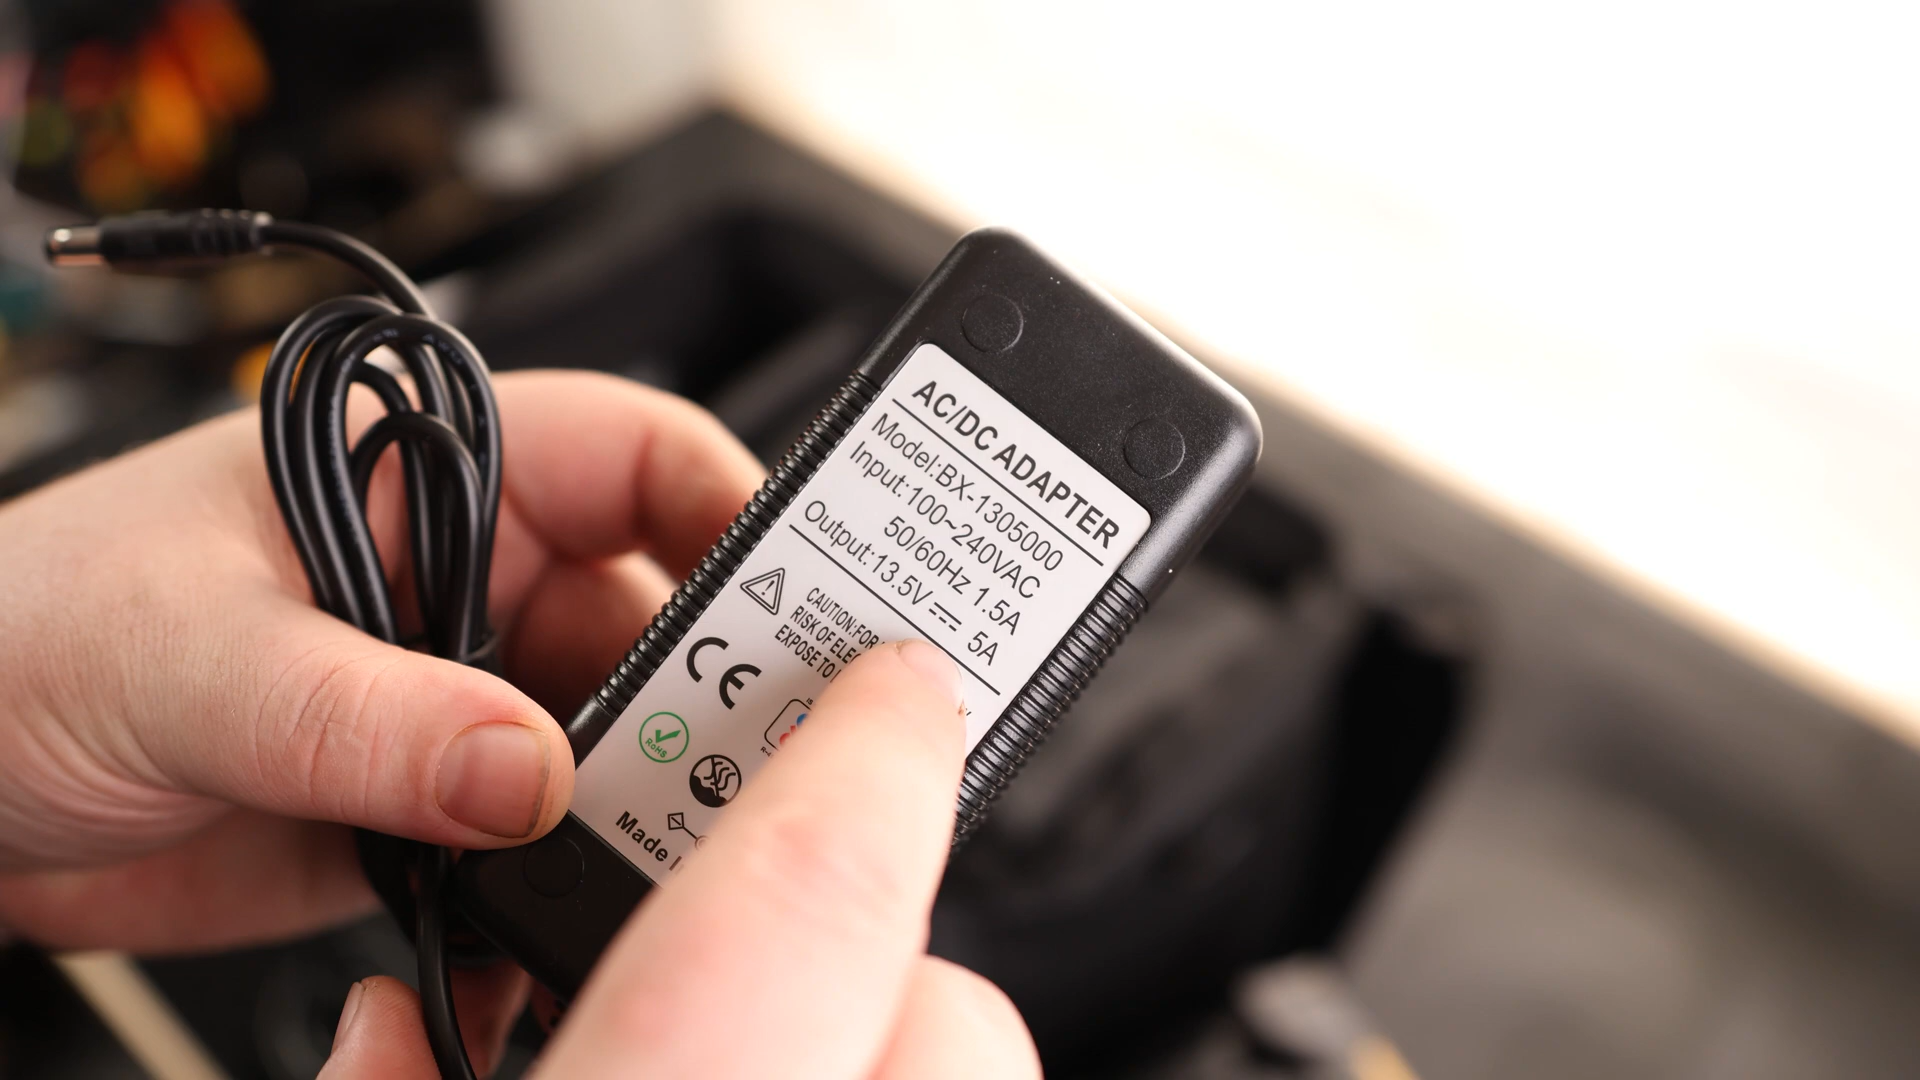 AC/DC ADAPTER
Model:BX-1305000
Input:100~240VAC
50/60Hz 1.5A
Output:13.5V 5A
CAUTION:FOR
RISK OF
EXPOSE TO
CE
RoHS
Made